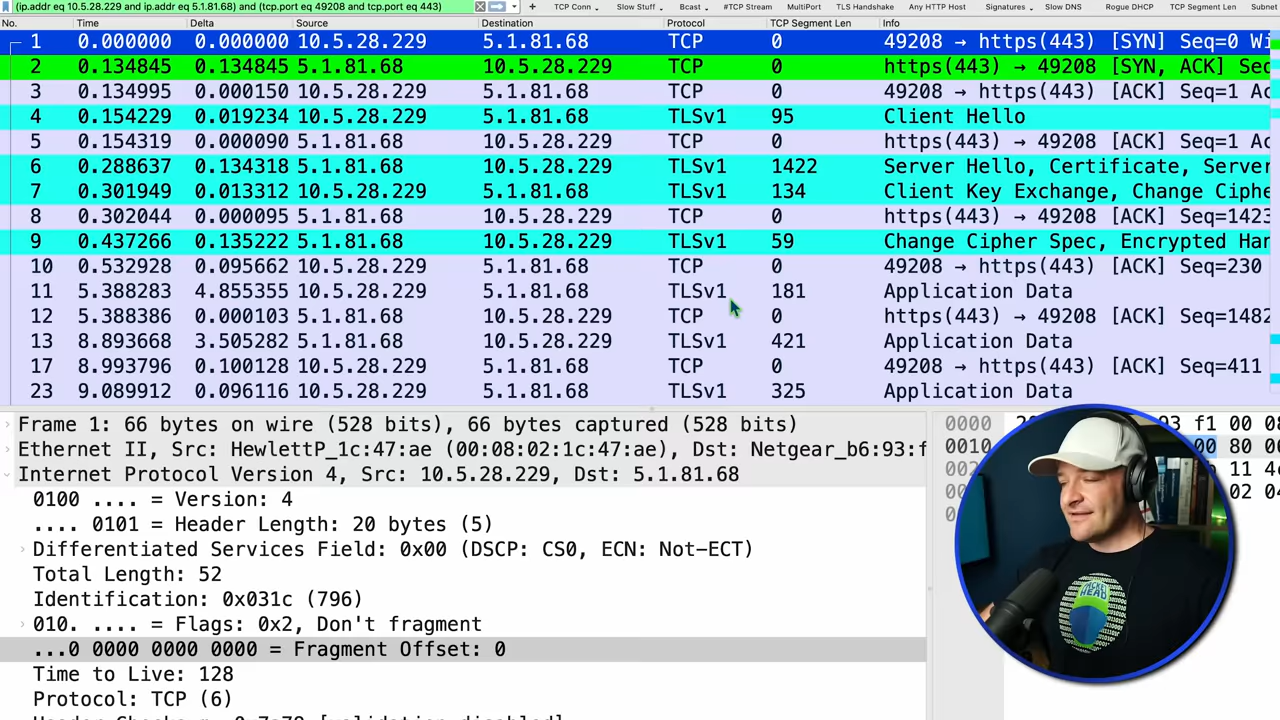 (ip.addr eq 10.5.28.229 and ip.addr eq 5.1.81.68) and (tcp.port eq 49208 and tcp.port eq 443) + TCP Conn Slow Stuff Bcast #TCP Stream MultiPort TLS Handshake Any HTTP Host Signatures Slow DNS Rogue DHCP TCP Segment Len Subnet
No. Time Delta Source Destination Protocol TCP Segment Len Info
1 0.000000 0.000000 10.5.28.229 5.1.81.68 TCP 0 49208 → https(443) [SYN] Seq=0 Wi
2 0.134845 0.134845 5.1.81.68 10.5.28.229 TCP 0 https(443) → 49208 [SYN, ACK] Seq
3 0.134995 0.000150 10.5.28.229 5.1.81.68 TCP 0 49208 → https(443) [ACK] Seq=1 Ac
4 0.154229 0.019234 10.5.28.229 5.1.81.68 TLSv1 95 Client Hello
5 0.154319 0.000090 5.1.81.68 10.5.28.229 TCP 0 https(443) → 49208 [ACK] Seq=1 Ac
6 0.288637 0.134318 5.1.81.68 10.5.28.229 TLSv1 1422 Server Hello, Certificate, Server
7 0.301949 0.013312 10.5.28.229 5.1.81.68 TLSv1 134 Client Key Exchange, Change Ciphe
8 0.302044 0.000095 5.1.81.68 10.5.28.229 TCP 0 https(443) → 49208 [ACK] Seq=1423
9 0.437266 0.135222 5.1.81.68 10.5.28.229 TLSv1 59 Change Cipher Spec, Encrypted Han
10 0.532928 0.095662 10.5.28.229 5.1.81.68 TCP 0 49208 → https(443) [ACK] Seq=230
11 5.388283 4.855355 10.5.28.229 5.1.81.68 TLSv1 181 Application Data
12 5.388386 0.000103 5.1.81.68 10.5.28.229 TCP 0 https(443) → 49208 [ACK] Seq=1482
13 8.893668 3.505282 5.1.81.68 10.5.28.229 TLSv1 421 Application Data
17 8.993796 0.100128 10.5.28.229 5.1.81.68 TCP 0 49208 → https(443) [ACK] Seq=411
23 9.089912 0.096116 10.5.28.229 5.1.81.68 TLSv1 325 Application Data
Frame 1: 66 bytes on wire (528 bits), 66 bytes captured (528 bits)
Ethernet II, Src: HewlettP_1c:47:ae (00:08:02:1c:47:ae), Dst: Netgear_b6:93:f
Internet Protocol Version 4, Src: 10.5.28.229, Dst: 5.1.81.68
0100 .... = Version: 4
.... 0101 = Header Length: 20 bytes (5)
Differentiated Services Field: 0x00 (DSCP: CS0, ECN: Not-ECT)
Total Length: 52
Identification: 0x031c (796)
010. .... = Flags: 0x2, Don't fragment
...0 0000 0000 0000 = Fragment Offset: 0
Time to Live: 128
Protocol: TCP (6)
0000 93 f1 00 08
0010 00 80 06
11 4c
02 04
PACKET HEAD